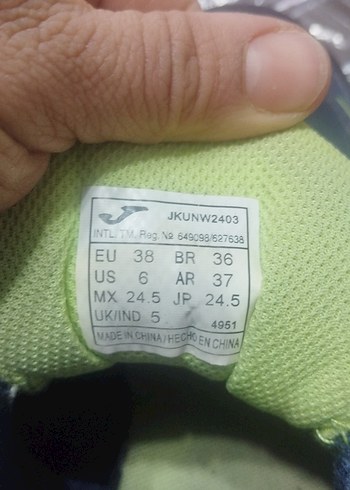 JKUNW2403
INTL. TM. Reg. Nº 649098/627638
EU 38 BR 36
US 6 AR 37
MX 24.5 JP 24.5
UK/IND 5 4951
MADE IN CHINA/HECHO EN CHINA